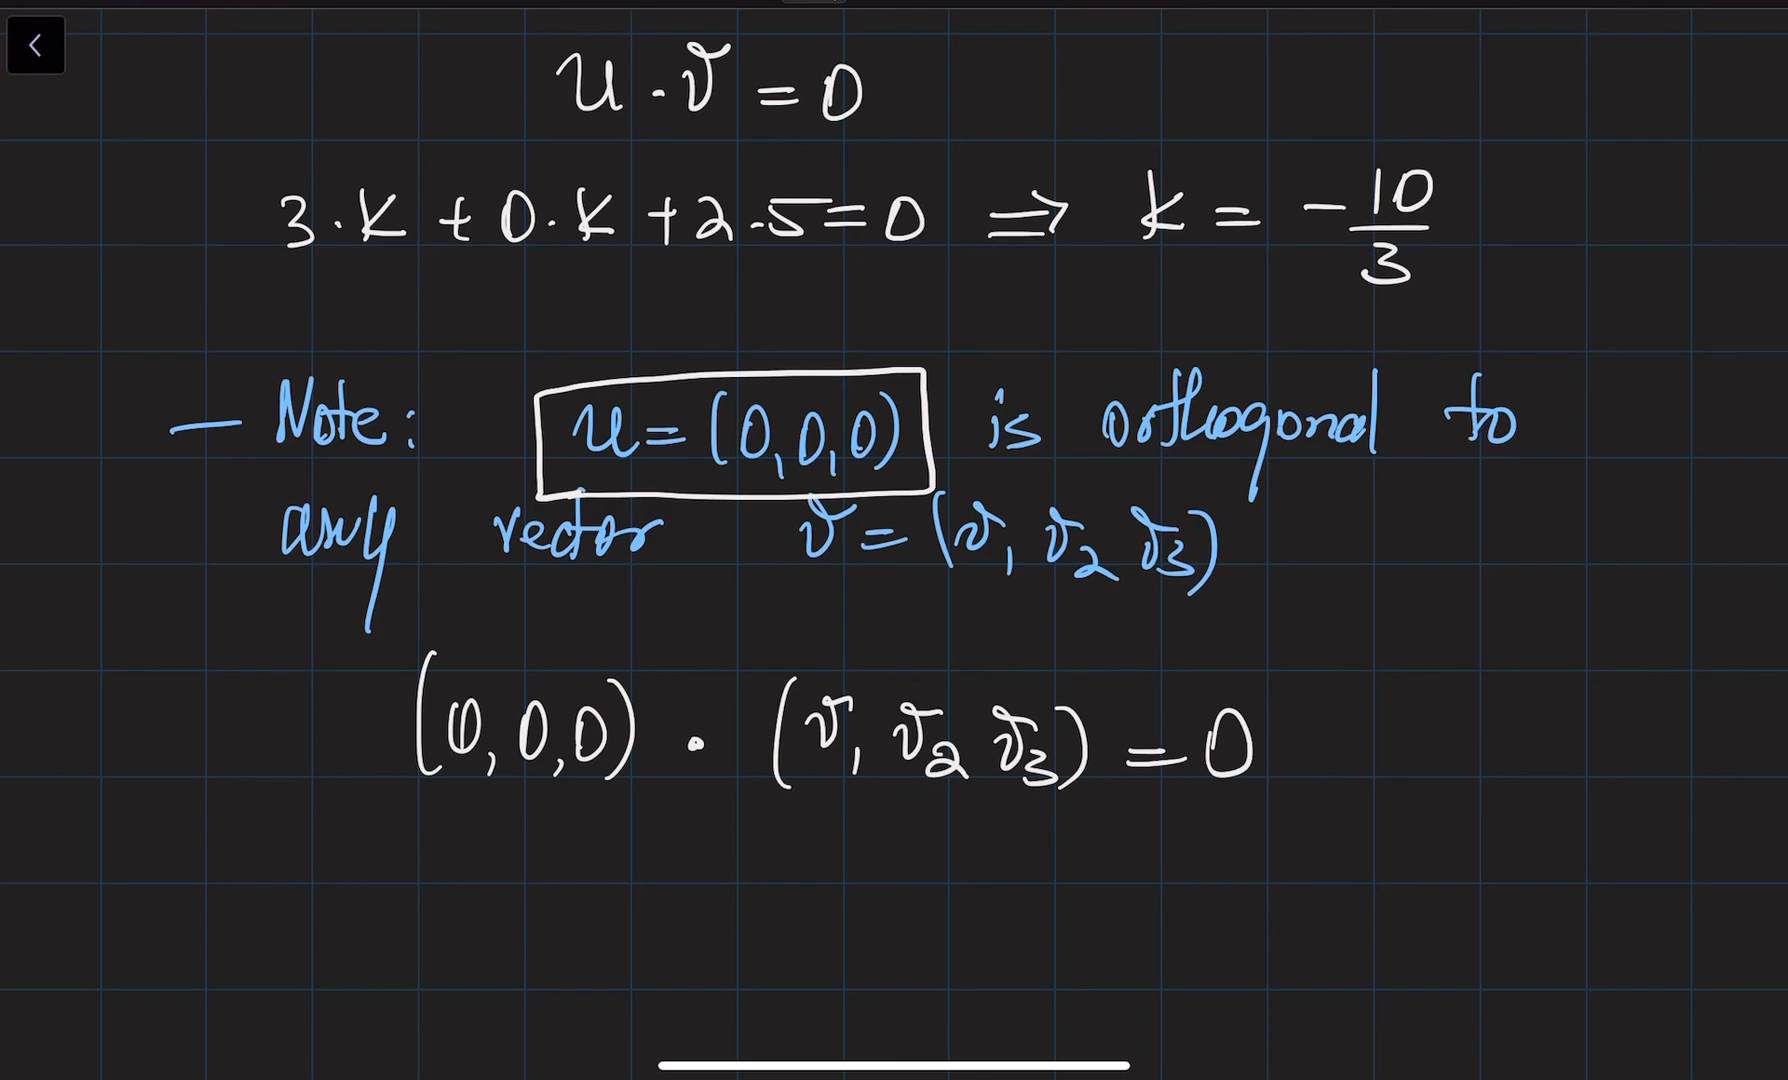 u · v = 0
3 · k + 0 · k + 2 · 5 = 0 ⇒ k = - 10/3
— Note: u = (0, 0, 0) is orthogonal to
any vector v = (v₁ v₂ v₃)
(0, 0, 0) · (v₁ v₂ v₃) = 0